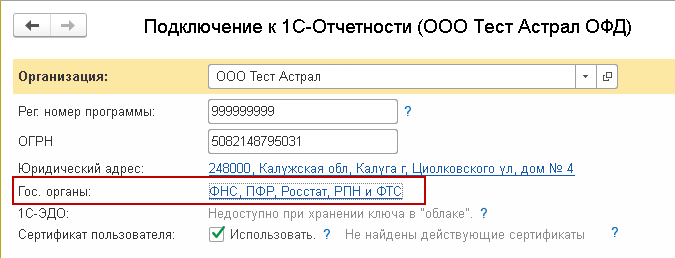 Подключение к 1С-Отчетности (ООО Тест Астрал ОФД)
Организация: ООО Тест Астрал
Рег. номер программы: 999999999 ?
ОГРН 5082148795031
Юридический адрес: 248000, Калужская обл, Калуга г, Циолковского ул, дом № 4
Гос. органы: ФНС, ПФР, Росстат, РПН и ФТС
1С-ЭДО: Недоступно при хранении ключа в "облаке". ?
Сертификат пользователя: Использовать. ? Не найдены действующие сертификаты ?